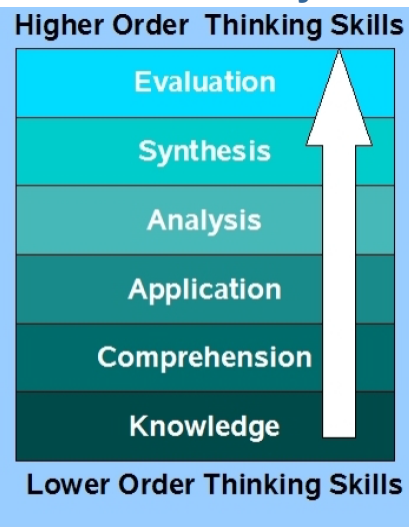 Higher Order Thinking Skills
Evaluation
Synthesis
Analysis
Application
Comprehension
Knowledge
Lower Order Thinking Skills